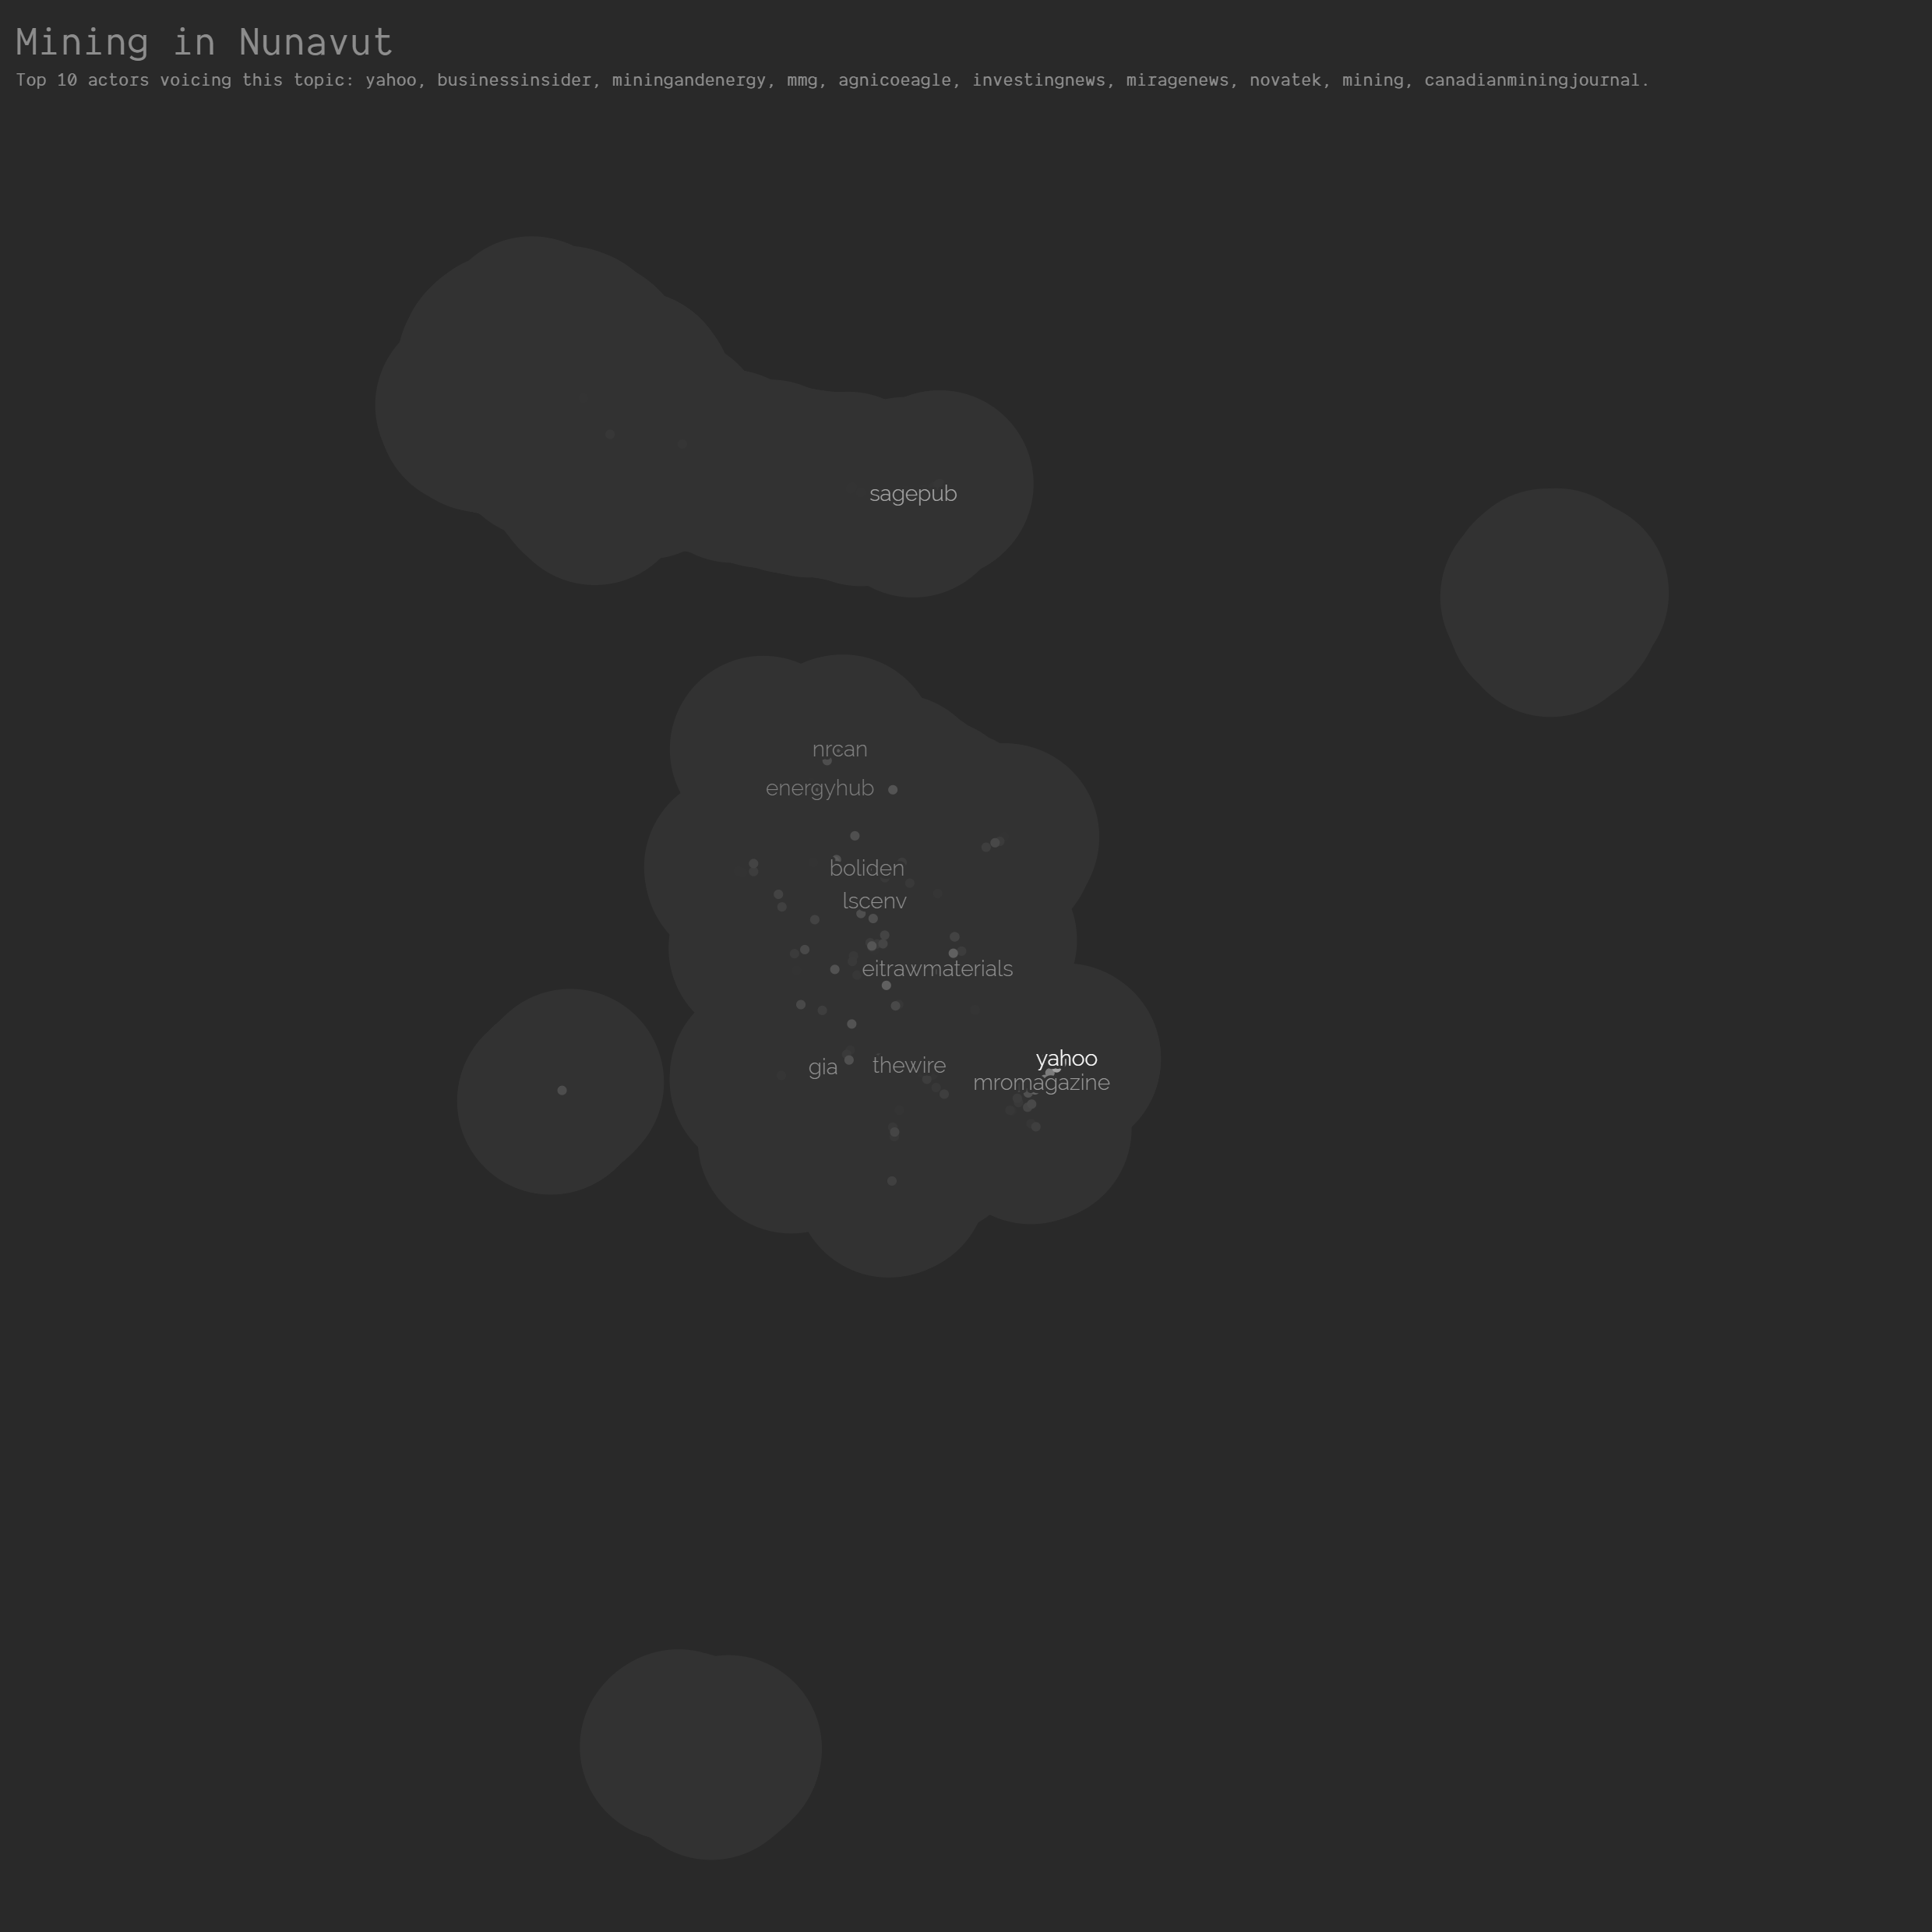 Mining in Nunavut
Top 10 actors voicing this topic: yahoo, businessinsider, miningandenergy, mmg, agnicoeagle, investingnews, miragenews, novatek, mining, canadianminingjournal.
sagepub
nrcan
energyhub
boliden
lscenv
eitrawmaterials
yahoo
gia
thewire
mromagazine